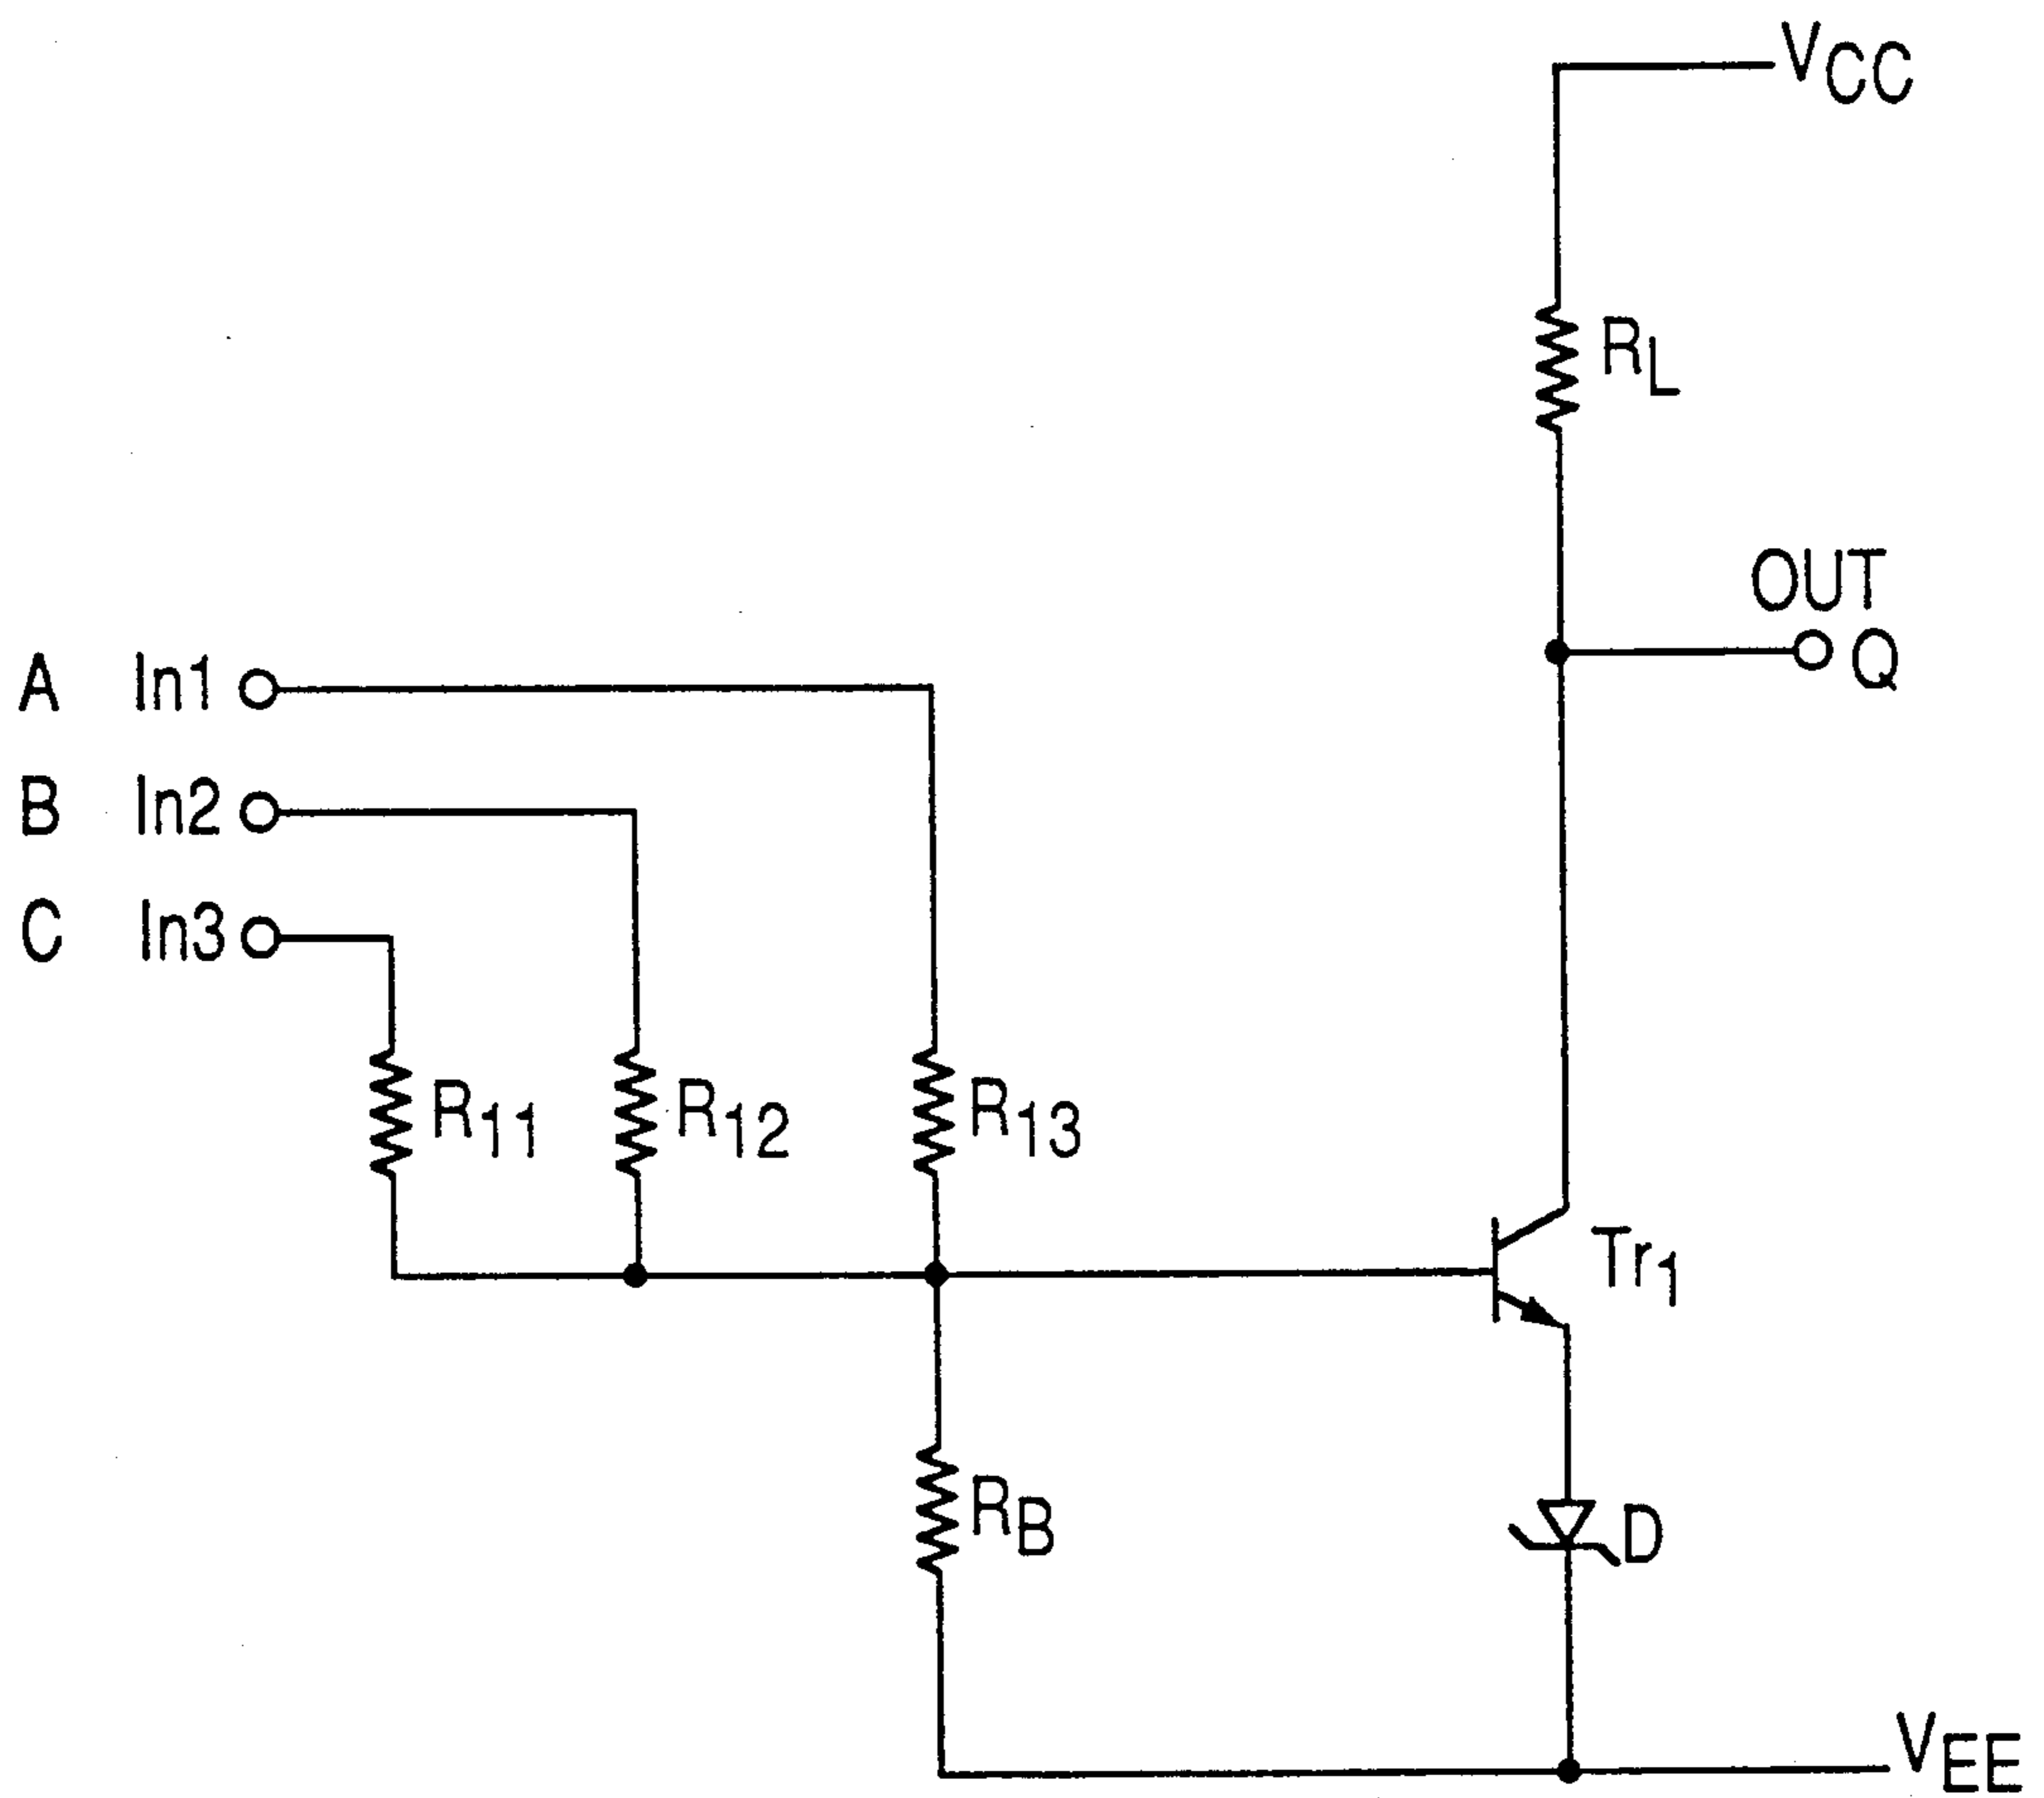 VCC
RL
OUT
Q
A In1
B In2
C In3
R11 R12 R13
Tr1
RB
D
VEE